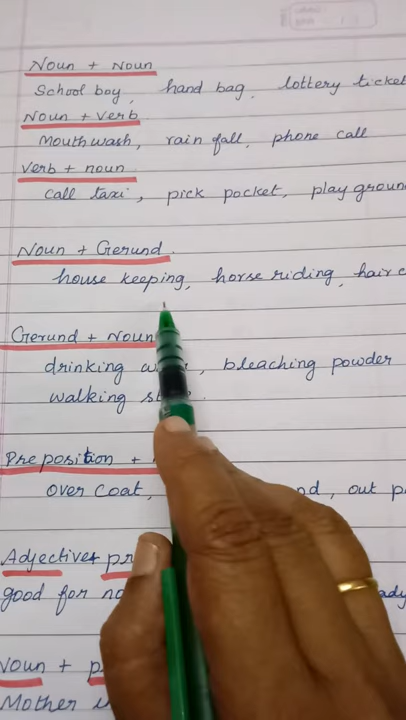 Noun + Noun
School boy, hand bag, lottery ticket
Noun + Verb
Mouthwash, rain fall, phone call
Verb + noun
call taxi, pick pocket, play groun
Noun + Gerund.
house keeping, horse riding, hair c
Gerund + Noun
drinking, bleaching powder
walking
Preposition +
Over coat, out p
Adjective+ pr
good for no
Noun + p
Mother in